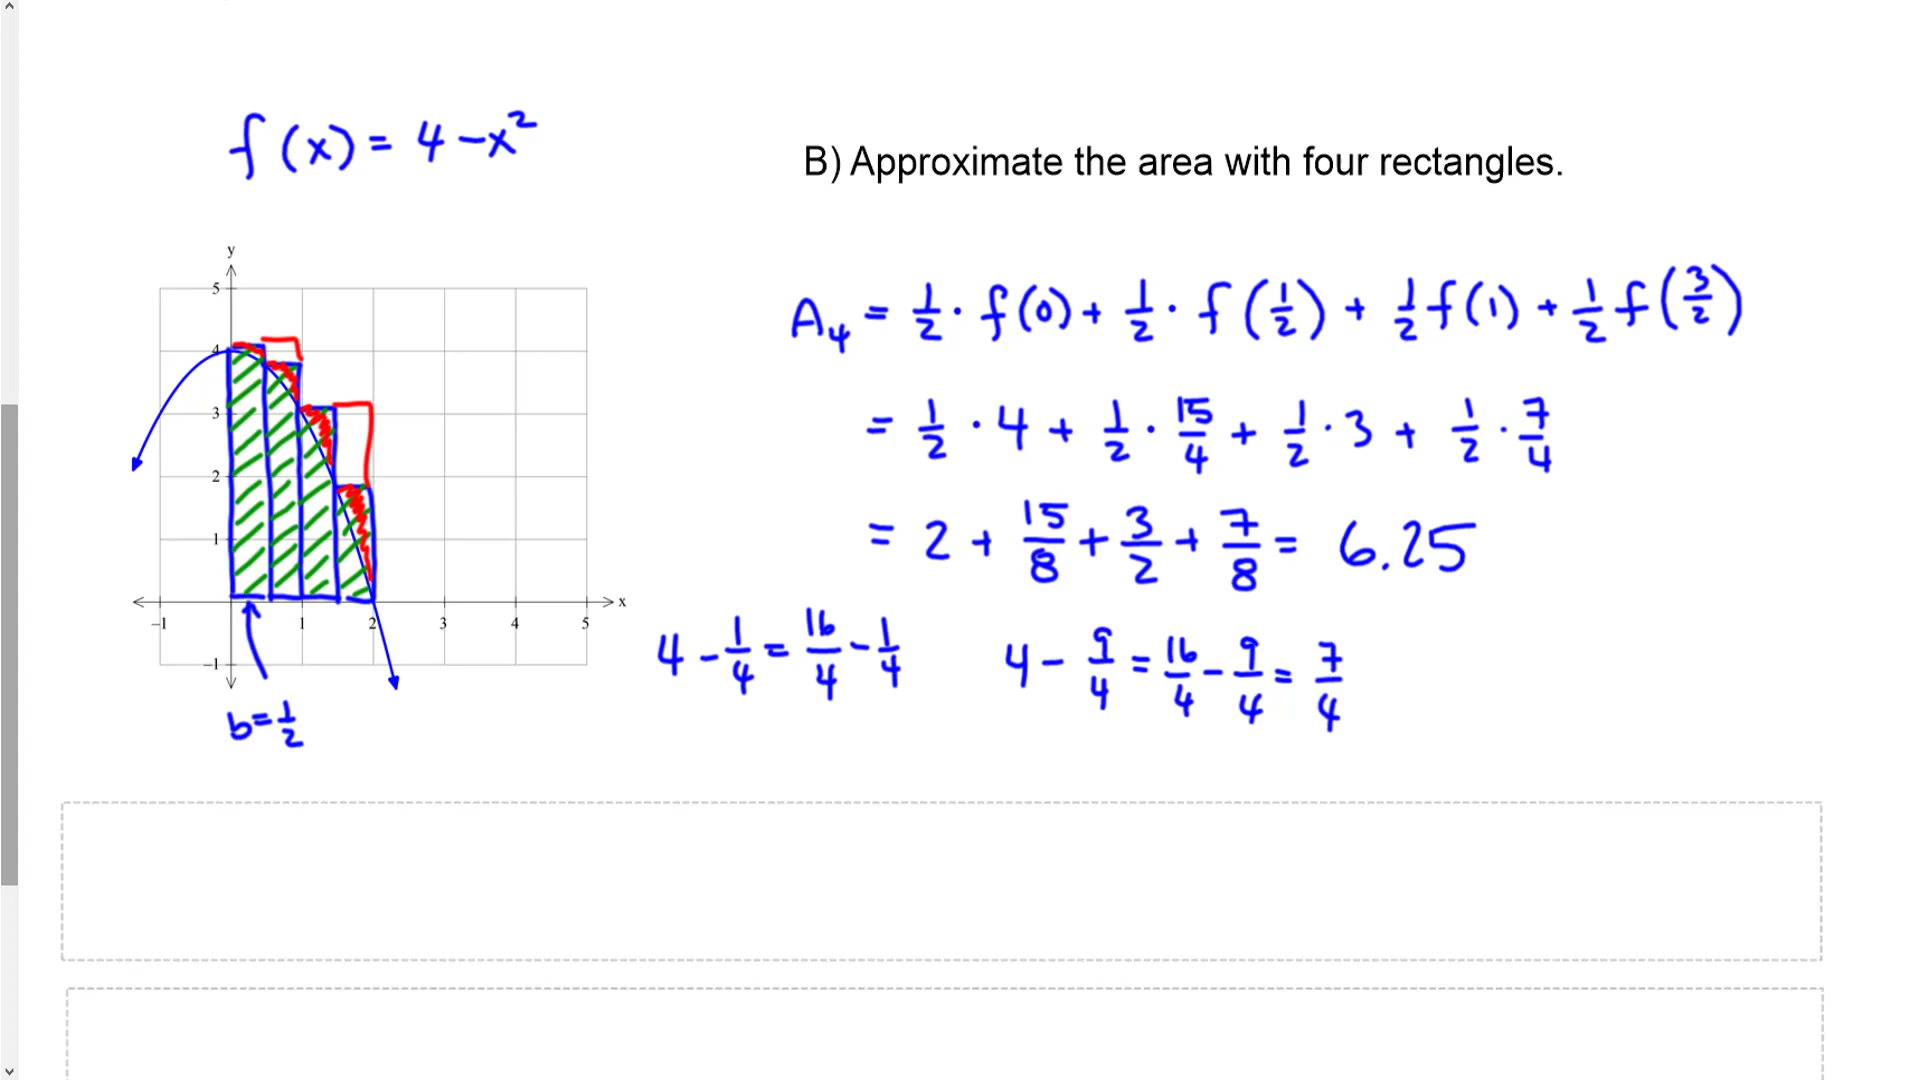 f(x) = 4 - x²
B) Approximate the area with four rectangles.
y
5
4
3
2
1
-1
-1 1 2 3 4 5 x
b = 1/2
A₄ = 1/2 · f(0) + 1/2 · f(1/2) + 1/2 f(1) + 1/2 f(3/2)
= 1/2 · 4 + 1/2 · 15/4 + 1/2 · 3 + 1/2 · 7/4
= 2 + 15/8 + 3/2 + 7/8 = 6.25
4 - 1/4 = 16/4 - 1/4
4 - 9/4 = 16/4 - 9/4 = 7/4